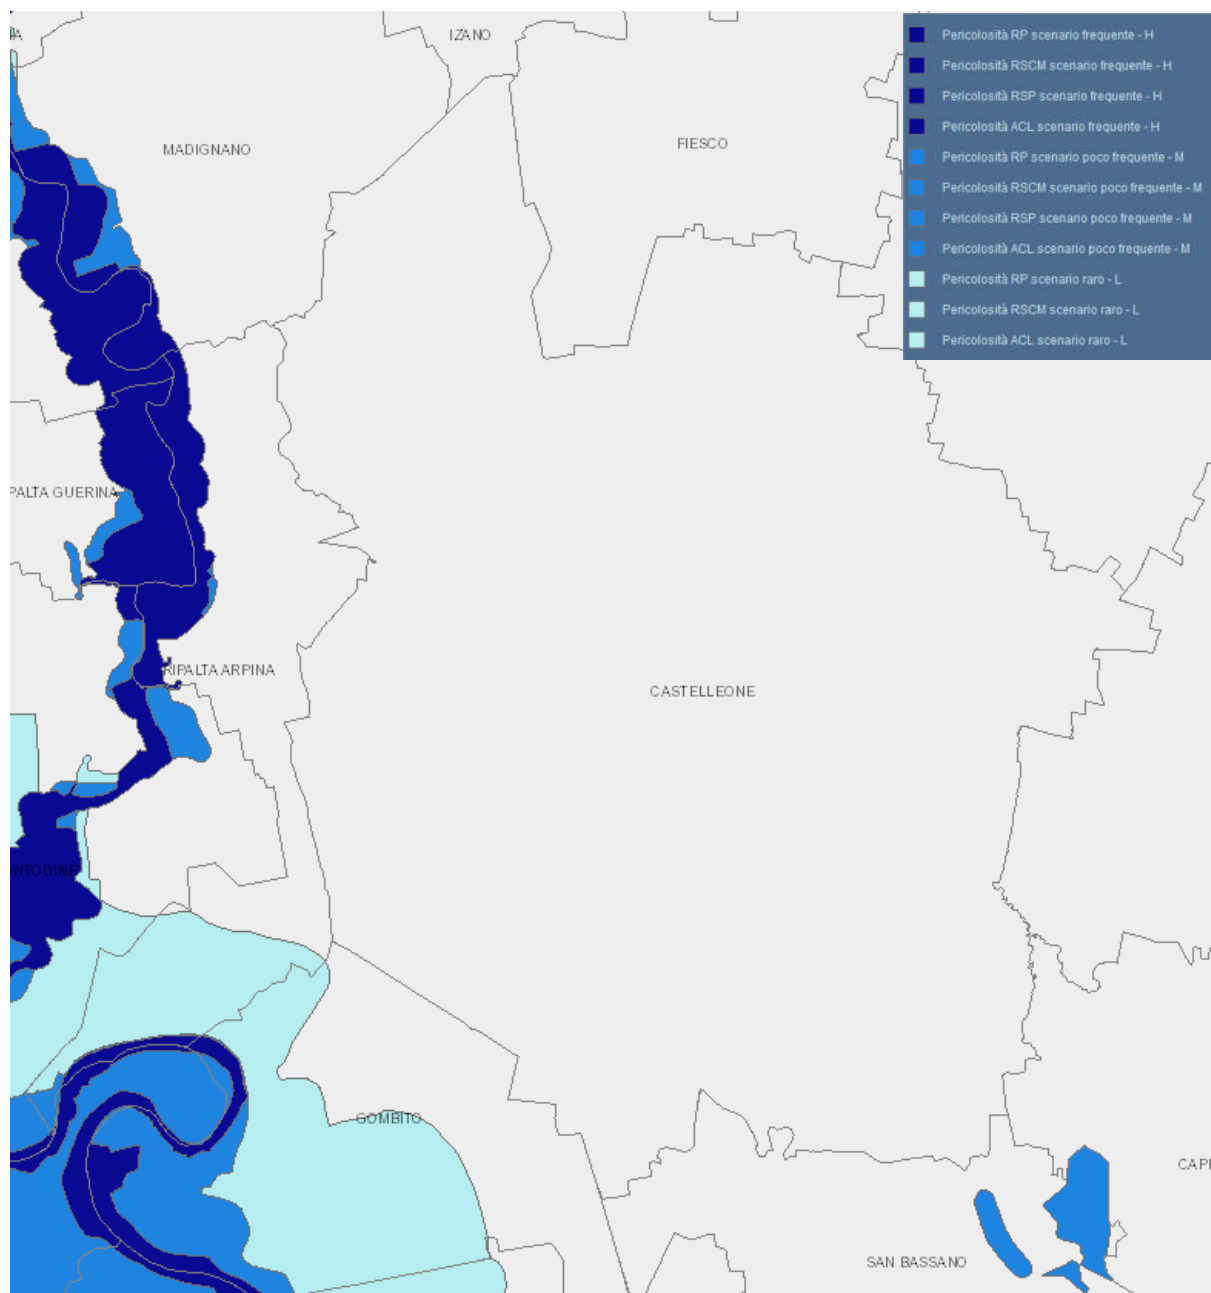 IZANO
MADIGNANO
FIESCO
Pericolosità RP scenario frequente - H
Pericolosità RSCM scenario frequente - H
Pericolosità RSP scenario frequente - H
Pericolosità ACL scenario frequente - H
Pericolosità RP scenario poco frequente - M
Pericolosità RSCM scenario poco frequente - M
Pericolosità RSP scenario poco frequente - M
Pericolosità ACL scenario poco frequente - M
Pericolosità RP scenario raro - L
Pericolosità RSCM scenario raro - L
Pericolosità ACL scenario raro - L
PALTA GUERINA
RIPALTA ARPINA
CASTELLEONE
NTODINE
GOMBITO
CAP
SAN BASSANO